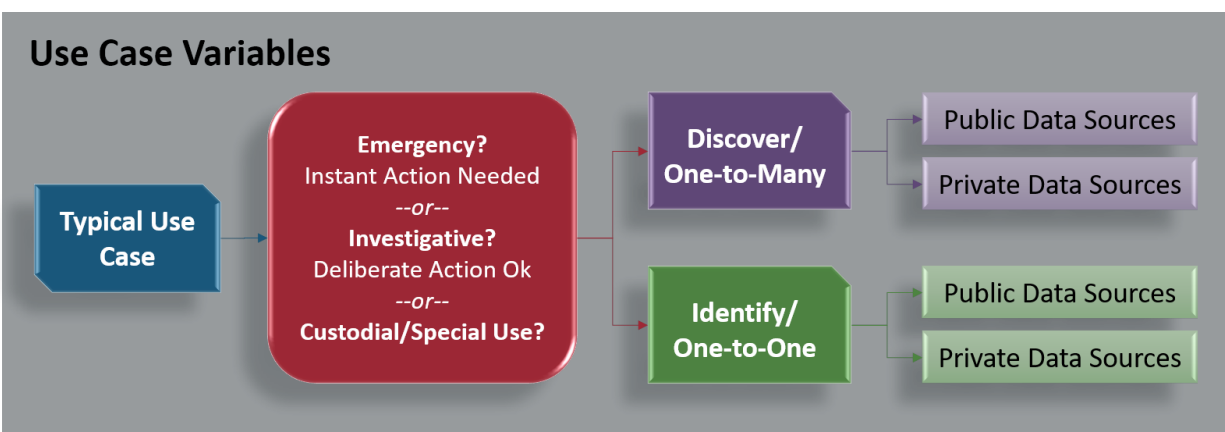 Use Case Variables
Typical Use
Case
Emergency?
Instant Action Needed
--or--
Investigative?
Deliberate Action Ok
--or--
Custodial/Special Use?
Discover/
One-to-Many
Public Data Sources
Private Data Sources
Identify/
One-to-One
Public Data Sources
Private Data Sources